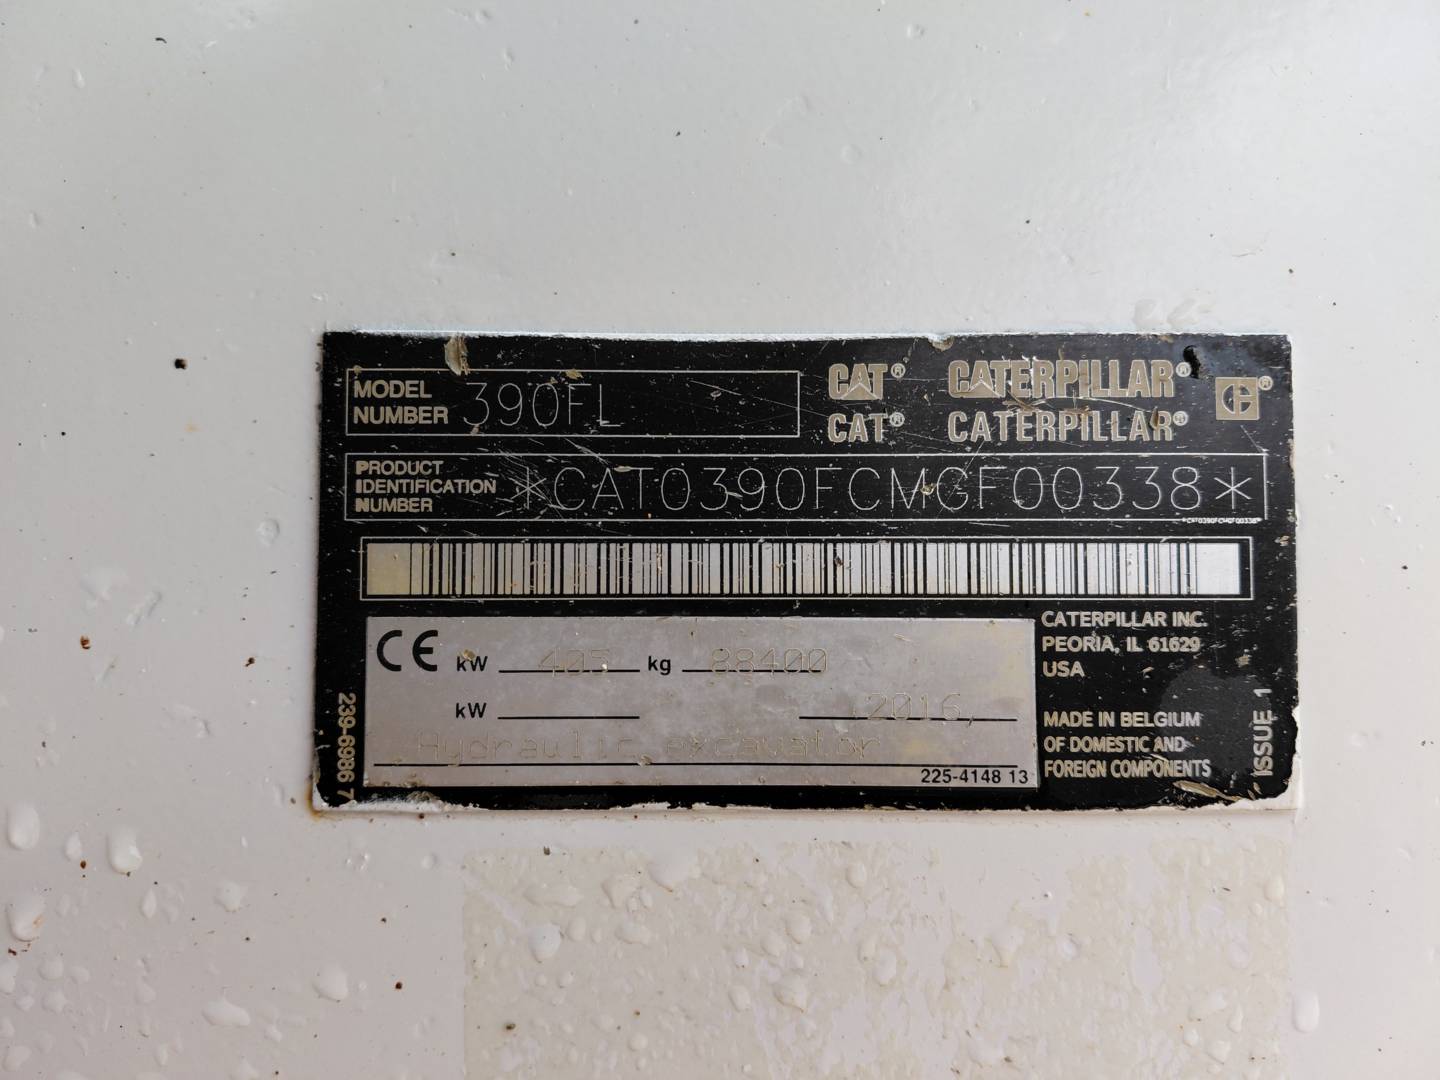 MODEL NUMBER 390FL
CAT® CATERPILLAR®
CAT® CATERPILLAR®
PRODUCT IDENTIFICATION NUMBER *CAT0390FCMGF00338*
*CAT0390FCMGF00338*
CE kW 405 kg 88400
kW 2016
Hydraulic excavator
225-4148 13
CATERPILLAR INC.
PEORIA, IL 61629
USA
MADE IN BELGIUM
OF DOMESTIC AND
FOREIGN COMPONENTS
239-6986 7
ISSUE 1